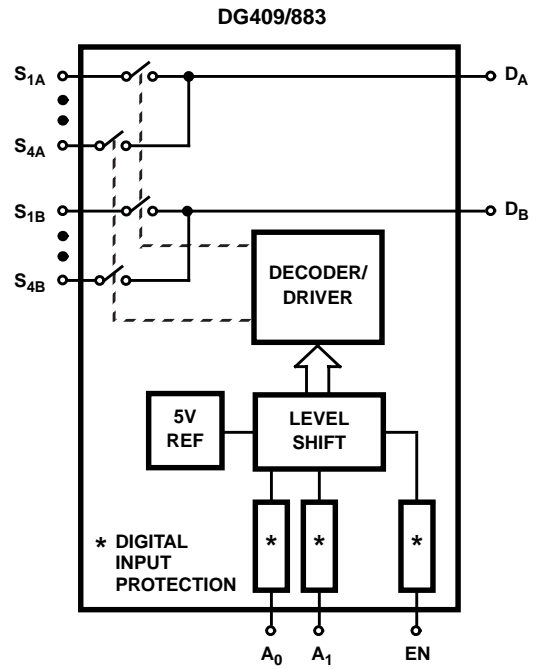 DG409/883
S1A
DA
S4A
S1B
DB
S4B
DECODER/
DRIVER
5V
REF
LEVEL
SHIFT
* DIGITAL
INPUT
PROTECTION
*
*
*
A0
A1
EN